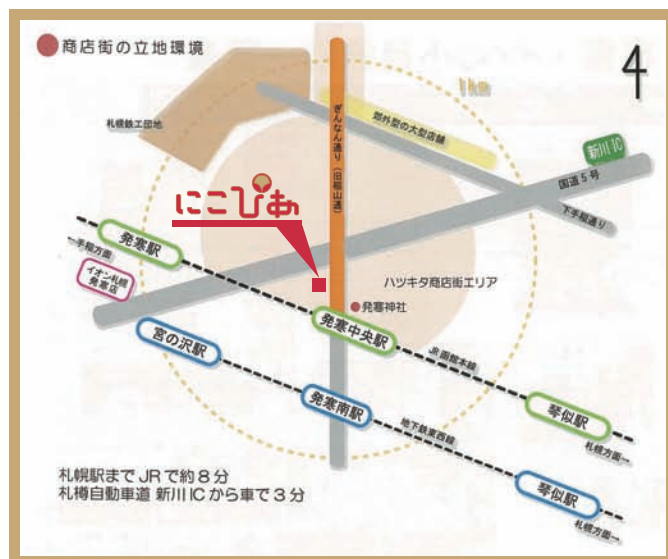 商店街の立地環境
1km
札幌鉄工団地
ぎんなん通り（旧稲山通）
郊外型の大型店舗
新川IC
国道5号
下手稲通り
にこぴあ
発寒駅
←手稲方面
イオン札幌
発寒店
ハツキタ商店街エリア
発寒神社
発寒中央駅
宮の沢駅
JR函館本線
発寒南駅
地下鉄東西線
琴似駅
札幌方面→
琴似駅
札幌方面→
札幌駅までJRで約8分
札樽自動車道 新川ICから車で3分